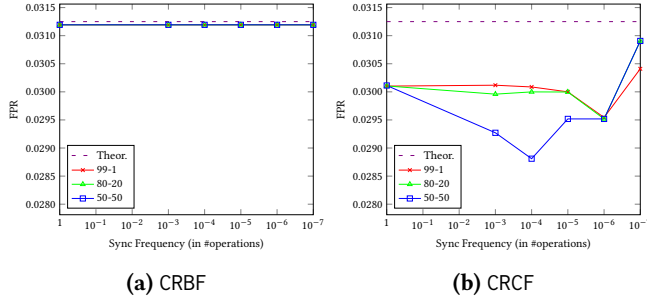 0.0315
0.0310
0.0305
0.0300
0.0295
0.0290
0.0285
0.0280
FPR
Theor.
99-1
80-20
50-50
1 10⁻¹ 10⁻² 10⁻³ 10⁻⁴ 10⁻⁵ 10⁻⁶ 10⁻⁷
Sync Frequency (in #operations)
(a) CRBF
0.0315
0.0310
0.0305
0.0300
0.0295
0.0290
0.0285
0.0280
FPR
Theor.
99-1
80-20
50-50
1 10⁻¹ 10⁻² 10⁻³ 10⁻⁴ 10⁻⁵ 10⁻⁶ 10⁻⁷
Sync Frequency (in #operations)
(b) CRCF